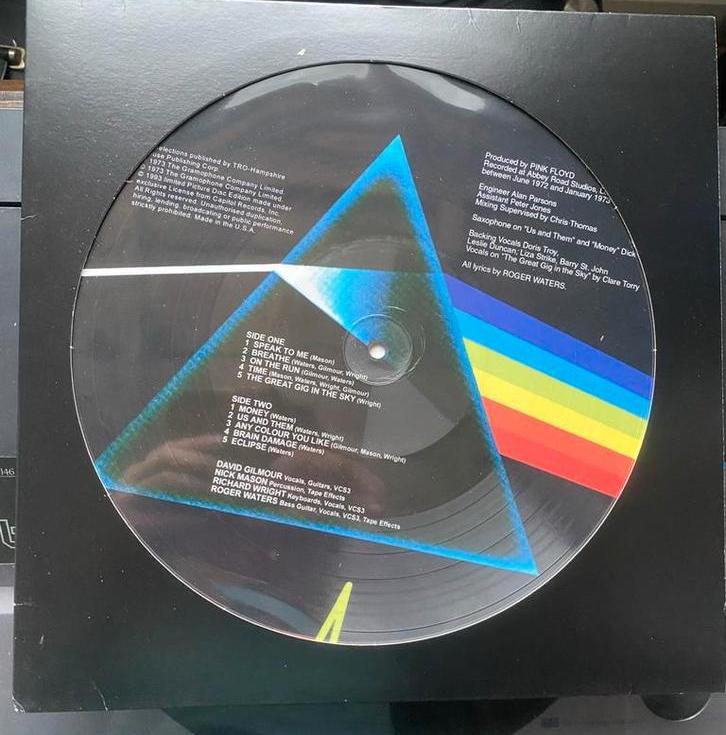 elections published by TRO-Hampshire
use Publishing Corp.
1973 The Gramophone Company Limited
℗ 1973 The Gramophone Company Limited.
© 1993 limited Picture Disc Edition made under
exclusive License from Capitol Records, Inc.
All Rights reserved. Unauthorised duplication,
hiring, lending, broadcasting or public performance
strictly prohibited. Made in the U.S.A.
Produced by PINK FLOYD
Recorded at Abbey Road Studios, L
between June 1972 and January 1973
Engineer Alan Parsons
Assistant Peter Jones
Mixing Supervised by Chris Thomas
Saxophone on "Us and Them" and "Money" Dick
Backing Vocals Doris Troy,
Leslie Duncan, Liza Strike, Barry St. John
Vocals on "The Great Gig in the Sky" by Clare Torry
All lyrics by ROGER WATERS.
SIDE ONE
1 SPEAK TO ME (Mason)
2 BREATHE (Waters, Gilmour, Wright)
3 ON THE RUN (Gilmour, Waters)
4 TIME (Mason, Waters, Wright, Gilmour)
5 THE GREAT GIG IN THE SKY (Wright)
SIDE TWO
1 MONEY (Waters)
2 US AND THEM (Waters, Wright)
3 ANY COLOUR YOU LIKE (Gilmour, Mason, Wright)
4 BRAIN DAMAGE (Waters)
5 ECLIPSE (Waters)
DAVID GILMOUR Vocals, Guitars, VCS3
NICK MASON Percussion, Tape Effects
RICHARD WRIGHT Keyboards, Vocals, VCS3
ROGER WATERS Bass Guitar, Vocals, VCS3, Tape Effects
146